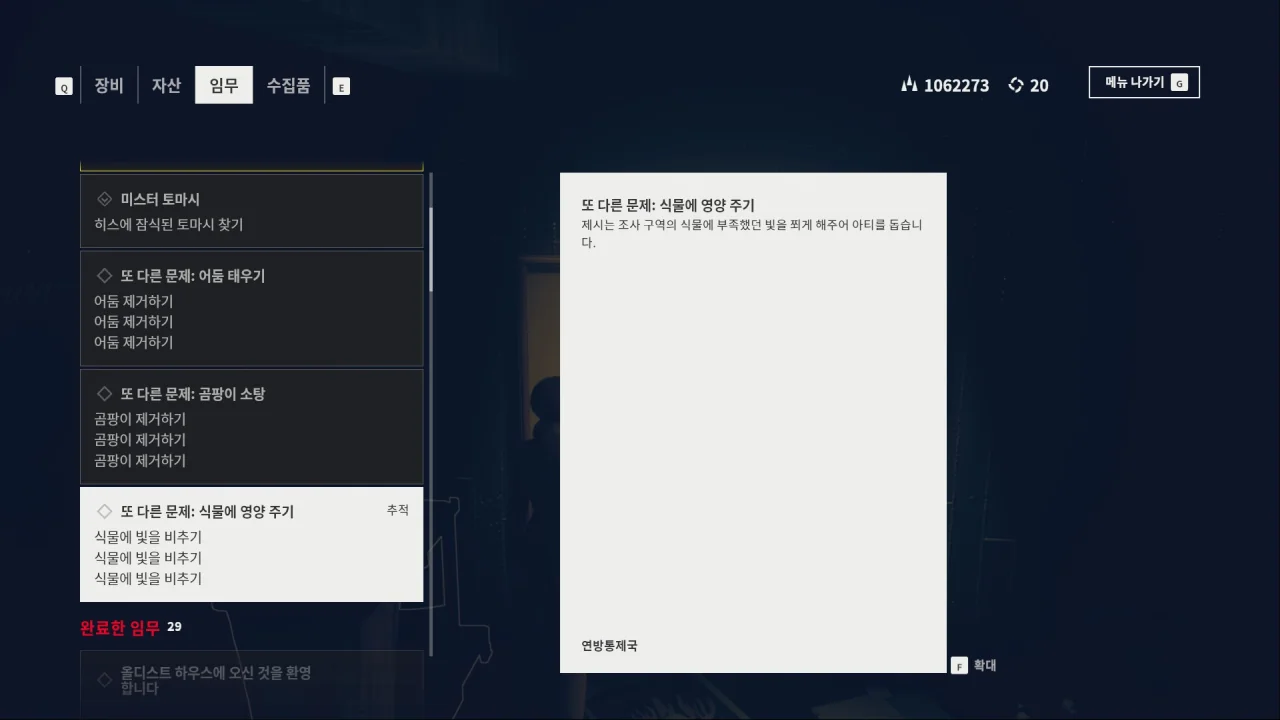 Q 장비 자산 임무 수집품 E
1062273 20 메뉴 나가기 G
미스터 토마시
히스에 잠식된 토마시 찾기
또 다른 문제: 어둠 태우기
어둠 제거하기
어둠 제거하기
어둠 제거하기
또 다른 문제: 곰팡이 소탕
곰팡이 제거하기
곰팡이 제거하기
곰팡이 제거하기
또 다른 문제: 식물에 영양 주기 추적
식물에 빛을 비추기
식물에 빛을 비추기
식물에 빛을 비추기
완료한 임무 29
올디스트 하우스에 오신 것을 환영
합니다
또 다른 문제: 식물에 영양 주기
제시는 조사 구역의 식물에 부족했던 빛을 쬐게 해주어 아티를 돕습니
다.
연방통제국
F 확대